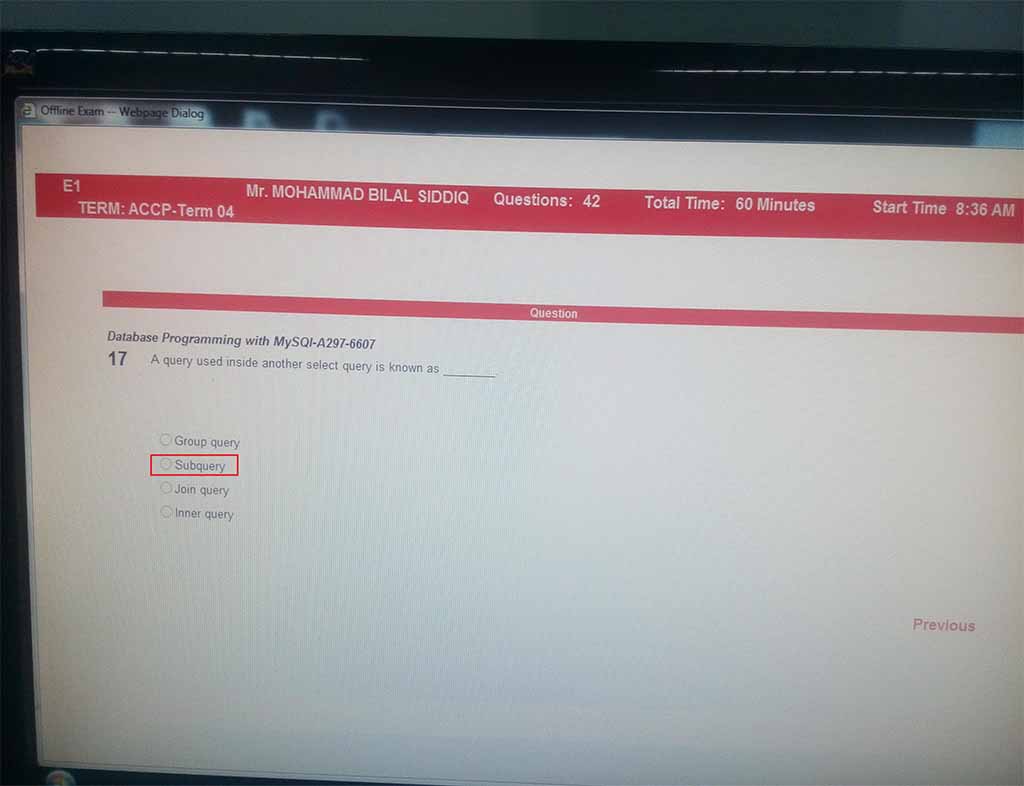 Offline Exam -- Webpage Dialog
E1 Mr. MOHAMMAD BILAL SIDDIQ Questions: 42 Total Time: 60 Minutes Start Time 8:36 AM
TERM: ACCP-Term 04
Question
Database Programming with MySQl-A297-6607
17 A query used inside another select query is known as ________
Group query
Subquery
Join query
Inner query
Previous